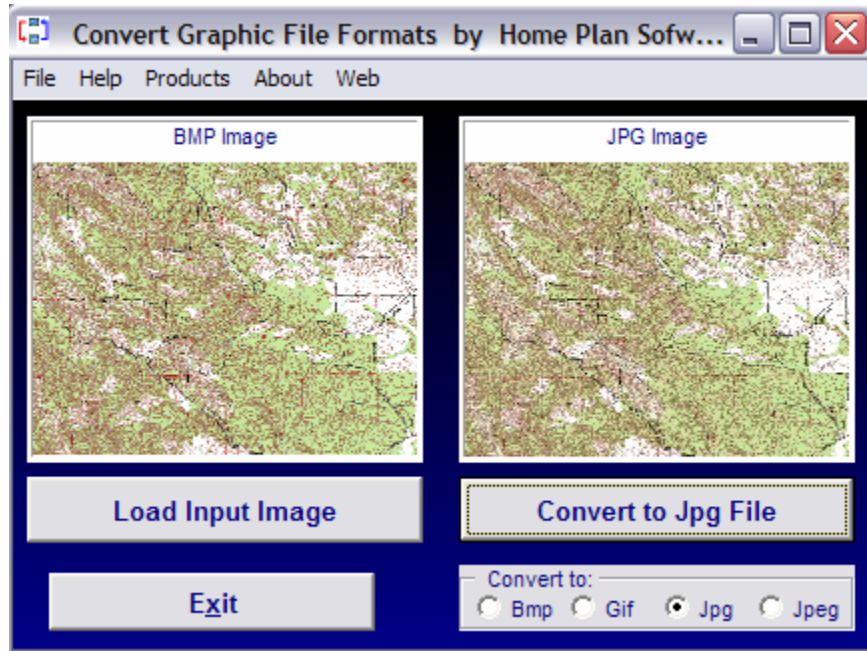 Convert Graphic File Formats by Home Plan Sofw...
File Help Products About Web
BMP Image
JPG Image
Load Input Image
Convert to Jpg File
Exit
Convert to:
Bmp Gif Jpg Jpeg